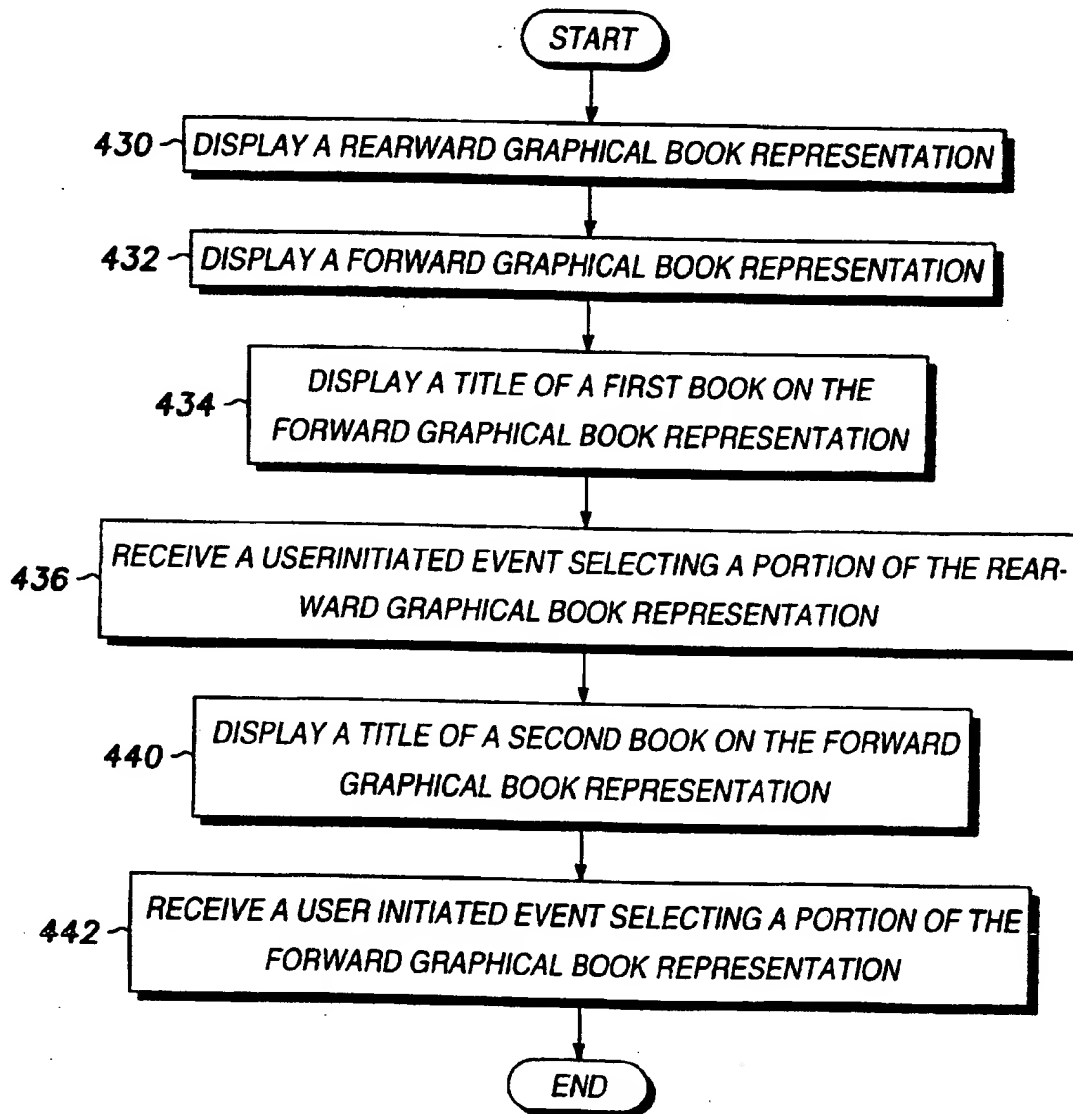 START
430 DISPLAY A REARWARD GRAPHICAL BOOK REPRESENTATION
432 DISPLAY A FORWARD GRAPHICAL BOOK REPRESENTATION
434 DISPLAY A TITLE OF A FIRST BOOK ON THE
FORWARD GRAPHICAL BOOK REPRESENTATION
436 RECEIVE A USERINITIATED EVENT SELECTING A PORTION OF THE REAR-
WARD GRAPHICAL BOOK REPRESENTATION
440 DISPLAY A TITLE OF A SECOND BOOK ON THE FORWARD
GRAPHICAL BOOK REPRESENTATION
442 RECEIVE A USER INITIATED EVENT SELECTING A PORTION OF THE
FORWARD GRAPHICAL BOOK REPRESENTATION
END